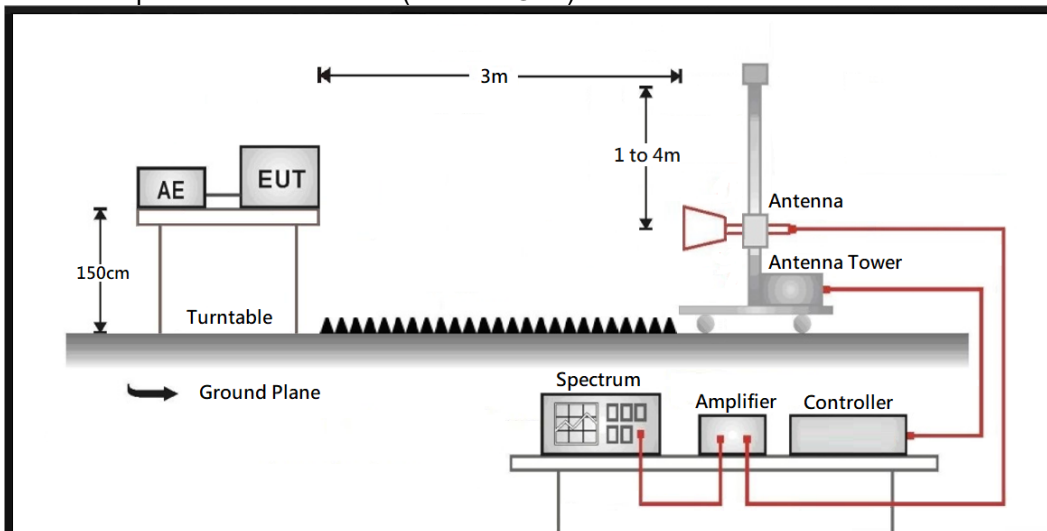 3m
1 to 4m
AE
EUT
Antenna
150cm
Antenna Tower
Turntable
Ground Plane
Spectrum
Amplifier
Controller